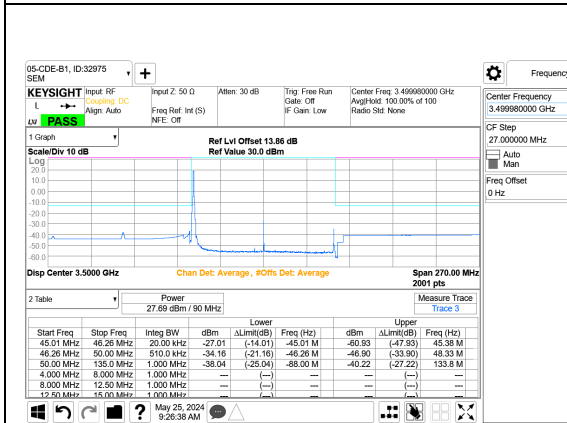 05-CDE-B1, ID:32975
SEM
Frequency
KEYSIGHT Input: RF Input Z: 50 Ω Atten: 30 dB Trig: Free Run Center Freq: 3.499980000 GHz
L Coupling: DC Gate: Off Avg|Hold: 100.00% of 100
Align: Auto Freq Ref: Int (S) IF Gain: Low Radio Std: None
LXI PASS NFE: Off
Center Frequency
3.499980000 GHz
CF Step
27.000000 MHz
Auto
Man
Freq Offset
0 Hz
1 Graph
Ref Lvl Offset 13.86 dB
Scale/Div 10 dB Ref Value 30.0 dBm
Log
20.0
10.0
0.00
-10.0
-20.0
-30.0
-40.0
-50.0
-60.0
Disp Center 3.5000 GHz Chan Det: Average , #Offs Det: Average Span 270.00 MHz
2001 pts
2 Table Power Measure Trace
27.69 dBm / 90 MHz Trace 3
Lower Upper
Start Freq Stop Freq Integ BW dBm ΔLimit(dB) Freq (Hz) dBm ΔLimit(dB) Freq (Hz)
45.01 MHz 46.26 MHz 20.00 kHz -27.01 (-14.01) -45.01 M -60.93 (-47.93) 45.38 M
46.26 MHz 50.00 MHz 510.0 kHz -34.16 (-21.16) -46.26 M -46.90 (-33.90) 48.33 M
50.00 MHz 135.0 MHz 1.000 MHz -38.04 (-25.04) -88.00 M -40.22 (-27.22) 133.8 M
4.000 MHz 8.000 MHz 1.000 MHz --- (---) --- --- (---) ---
8.000 MHz 12.50 MHz 1.000 MHz --- (---) --- --- (---) ---
12.50 MHz 15.00 MHz 1.000 MHz --- (---) --- --- (---) ---
May 25, 2024
9:26:38 AM